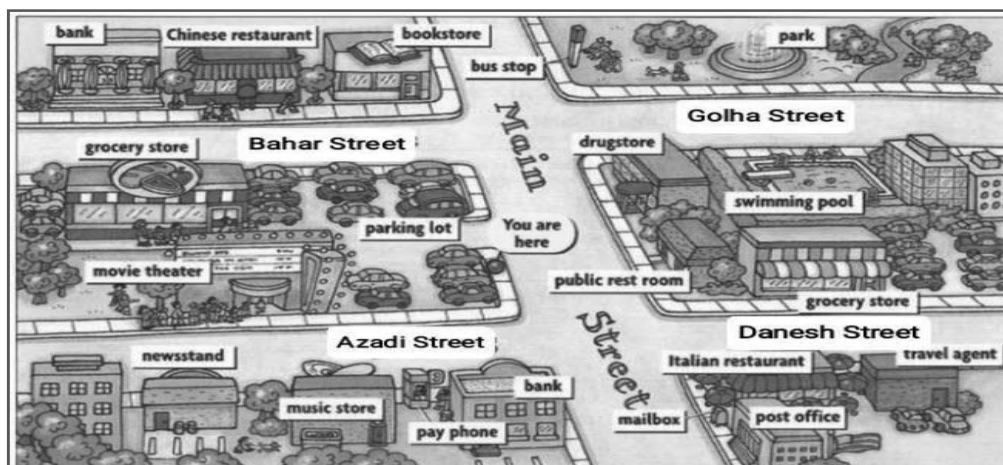 bank
Chinese restaurant
bookstore
park
bus stop
Main
Golha Street
Bahar Street
drugstore
grocery store
swimming pool
parking lot
You are
here
movie theater
public rest room
grocery store
Street
Danesh Street
Azadi Street
newsstand
Italian restaurant
travel agent
bank
music store
mailbox
post office
pay phone